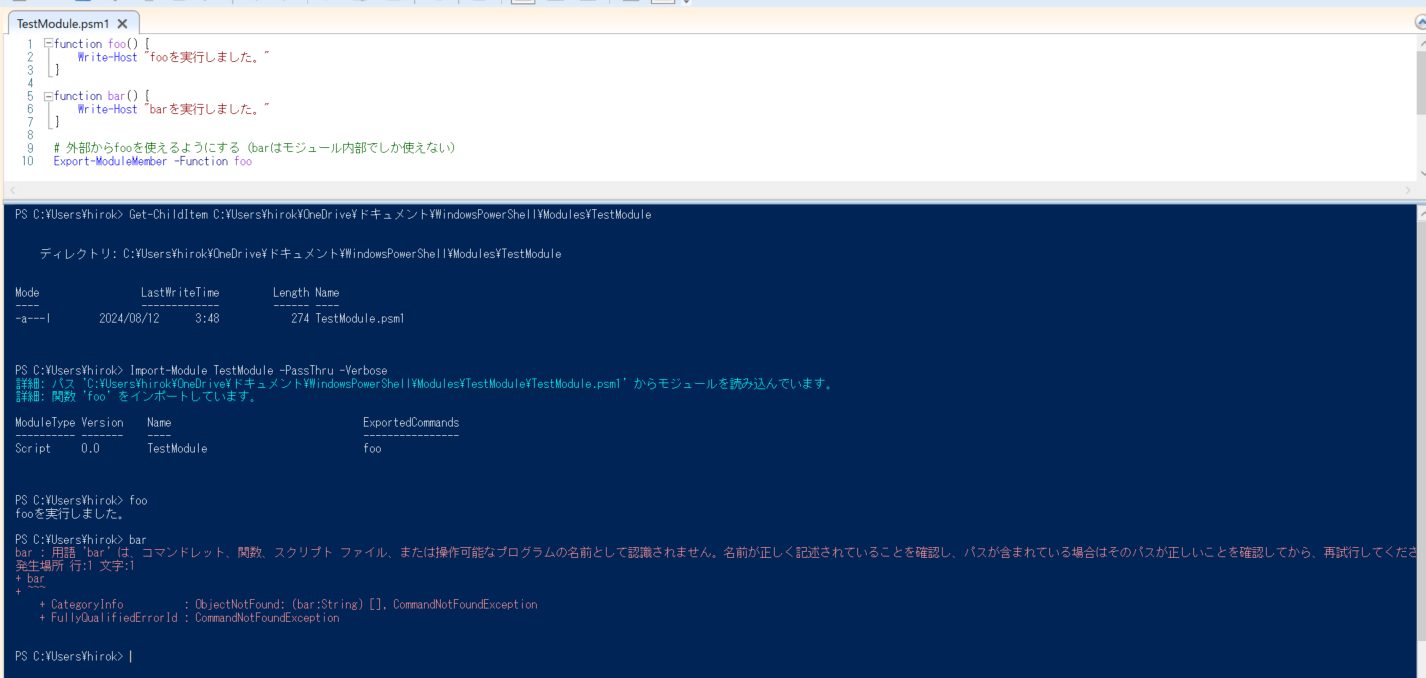 TestModule.psm1 X
1 function foo() {
2 Write-Host "fooを実行しました。"
3 }
4
5 function bar() {
6 Write-Host "barを実行しました。"
7 }
8
9 # 外部からfooを使えるようにする (barはモジュール内部でしか使えない)
10 Export-ModuleMember -Function foo
PS C:¥Users¥hirok> Get-ChildItem C:¥Users¥hirok¥OneDrive¥ドキュメント¥WindowsPowerShell¥Modules¥TestModule
ディレクトリ: C:¥Users¥hirok¥OneDrive¥ドキュメント¥WindowsPowerShell¥Modules¥TestModule
Mode LastWriteTime Length Name
---- ------------- ------ ----
-a---l 2024/08/12 3:48 274 TestModule.psm1
PS C:¥Users¥hirok> Import-Module TestModule -PassThru -Verbose
詳細: パス 'C:¥Users¥hirok¥OneDrive¥ドキュメント¥WindowsPowerShell¥Modules¥TestModule¥TestModule.psm1' からモジュールを読み込んでいます。
詳細: 関数 'foo' をインポートしています。
ModuleType Version Name ExportedCommands
---------- ------- ---- ----------------
Script 0.0 TestModule foo
PS C:¥Users¥hirok> foo
fooを実行しました。
PS C:¥Users¥hirok> bar
bar : 用語 'bar' は、コマンドレット、関数、スクリプト ファイル、または操作可能なプログラムの名前として認識されません。名前が正しく記述されていることを確認し、パスが含まれている場合はそのパスが正しいことを確認してから、再試行してくださ
発生場所 行:1 文字:1
+ bar
+ ~~~
+ CategoryInfo : ObjectNotFound: (bar:String) [], CommandNotFoundException
+ FullyQualifiedErrorId : CommandNotFoundException
PS C:¥Users¥hirok>